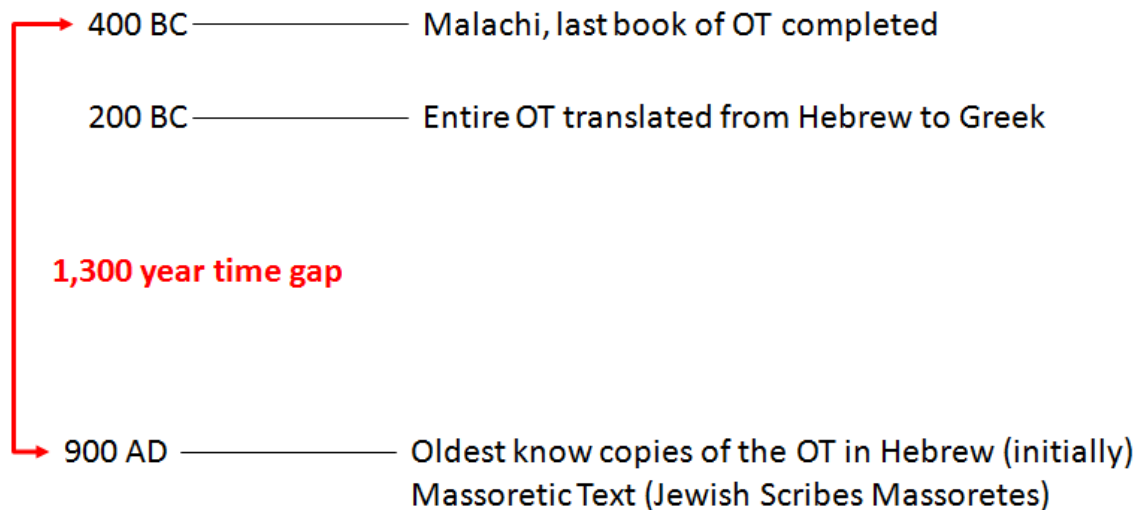 400 BC Malachi, last book of OT completed
200 BC Entire OT translated from Hebrew to Greek
1,300 year time gap
900 AD Oldest know copies of the OT in Hebrew (initially)
Massoretic Text (Jewish Scribes Massoretes)